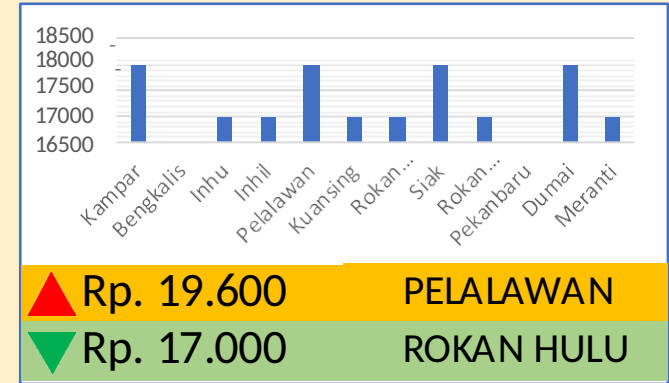 18500
18000
17500
17000
16500
Kampar
Bengkalis
Inhu
Inhil
Pelalawan
Kuansing
Rokan...
Siak
Rokan...
Pekanbaru
Dumai
Meranti
Rp. 19.600 PELALAWAN
Rp. 17.000 ROKAN HULU